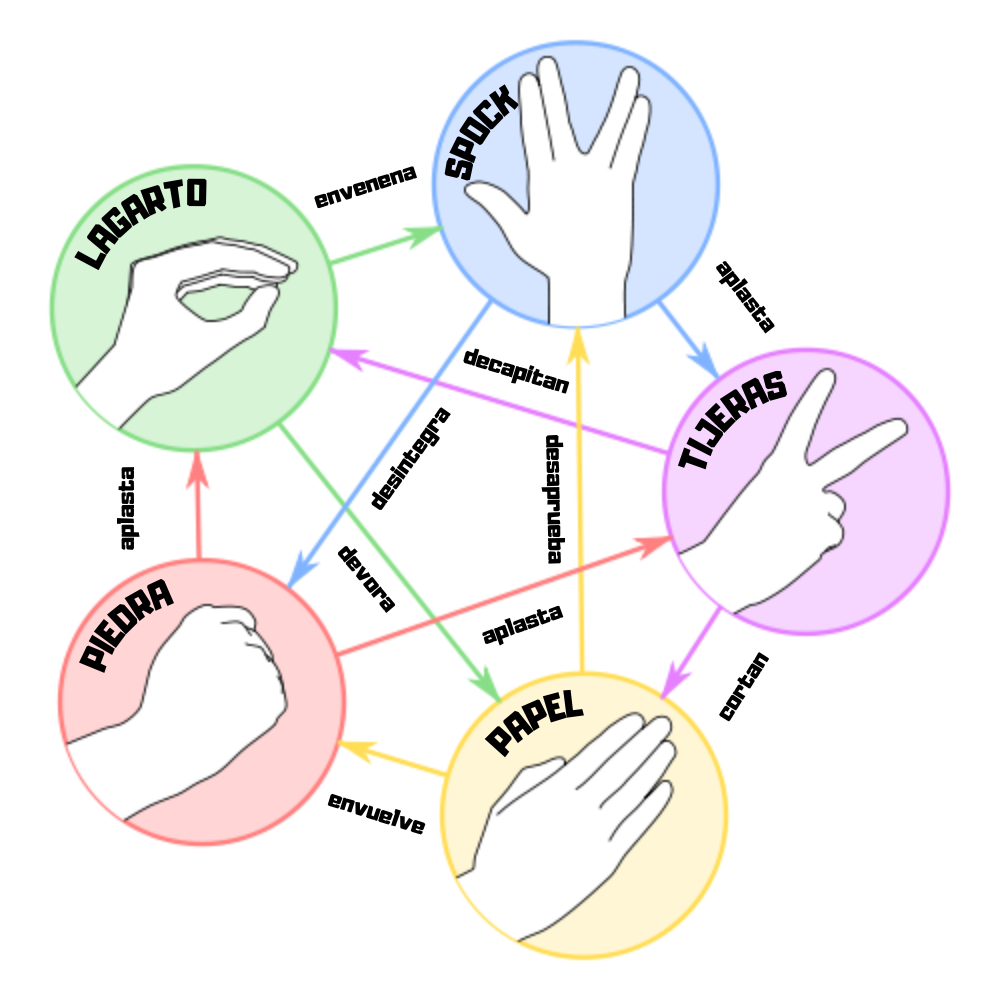 SPOCK
LAGARTO
envenena
aplasta
decapitan
TIJERAS
desintegra
desaprueba
aplasta
devora
PIEDRA
aplasta
cortan
PAPEL
envuelve